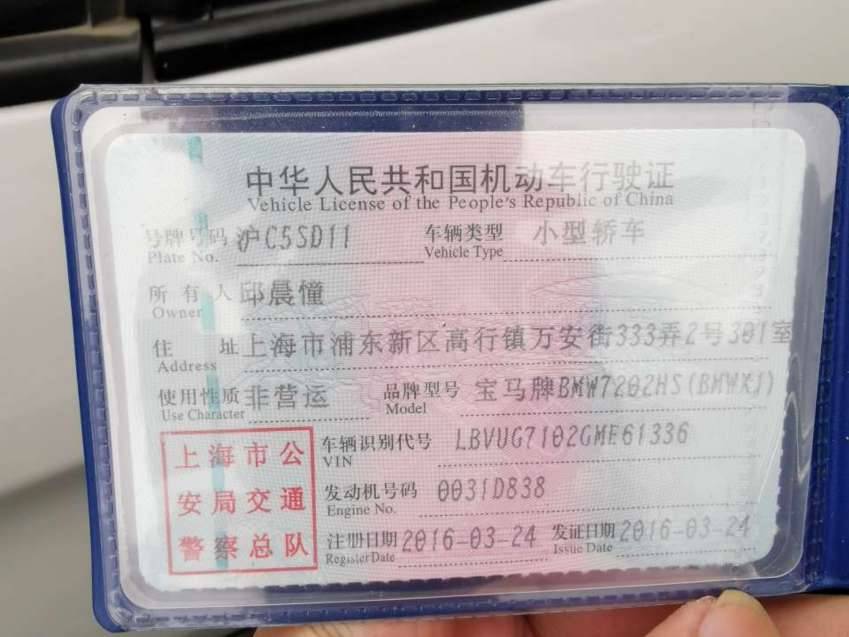 中华人民共和国机动车行驶证
Vehicle License of the People's Republic of China
号牌号码 沪C5SD11 车辆类型 小型轿车
Plate No. Vehicle Type
所有人 邱晨憧
Owner
住址 上海市浦东新区高行镇万安街333弄2号301室
Address
使用性质 非营运 品牌型号 宝马牌BMW7202HS(BMWX1)
Use Character Model
上海市公
安局交通
警察总队
车辆识别代号 LBVUG7102GME61336
VIN
发动机号码 0031D838
Engine No.
注册日期 2016-03-24 发证日期 2016-03-24
Register Date Issue Date